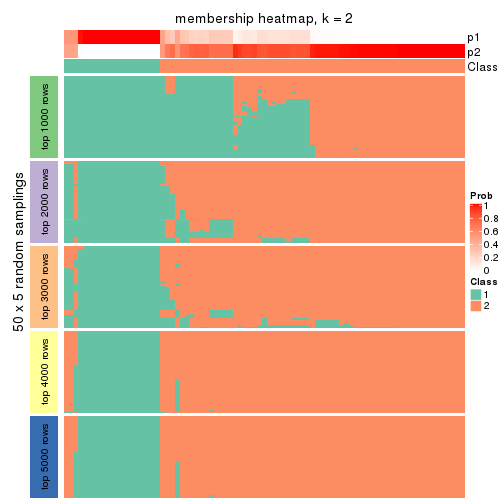 membership heatmap, k = 2
p1
p2
Class
50 x 5 random samplings
top 1000 rows
top 2000 rows
top 3000 rows
top 4000 rows
top 5000 rows
Prob
1
0.8
0.6
0.4
0.2
0
Class
1
2